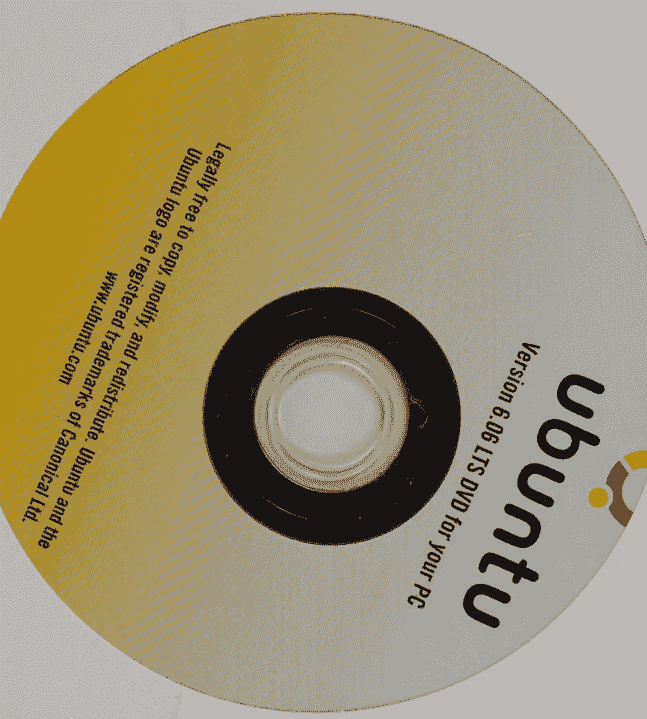 ubuntu
Version 6.06 LTS DVD for your PC
Legally free to copy, modify, and redistribute. Ubuntu and the
Ubuntu logo are registered trademarks of Canonical Ltd.
www.ubuntu.com